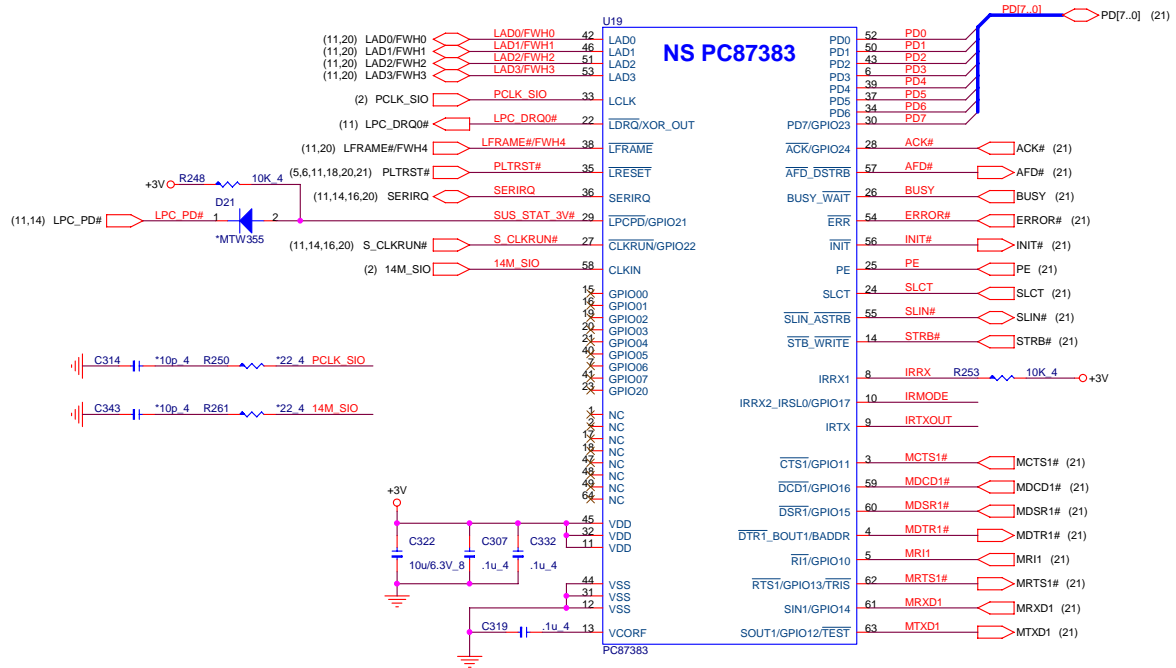 U19
NS PC87383
PD[7..0]
PD[7..0] (21)
(11,20) LAD0/FWH0 LAD0/FWH0 42 LAD0
(11,20) LAD1/FWH1 LAD1/FWH1 46 LAD1
(11,20) LAD2/FWH2 LAD2/FWH2 51 LAD2
(11,20) LAD3/FWH3 LAD3/FWH3 53 LAD3
(2) PCLK_SIO PCLK_SIO 33 LCLK
(11) LPC_DRQ0# LPC_DRQ0# 22 LDRQ/XOR_OUT
(11,20) LFRAME#/FWH4 LFRAME#/FWH4 38 LFRAME
(5,6,11,18,20,21) PLTRST# PLTRST# 35 LRESET
+3V R248 10K_4
(11,14,16,20) SERIRQ SERIRQ 36 SERIRQ
D21
(11,14) LPC_PD# LPC_PD# 1 2 SUS_STAT_3V# 29 LPCPD/GPIO21
*MTW355
(11,14,16,20) S_CLKRUN# S_CLKRUN# 27 CLKRUN/GPIO22
(2) 14M_SIO 14M_SIO 58 CLKIN
15 GPIO00
16 GPIO01
19 GPIO02
20 GPIO03
21 GPIO04
40 GPIO05
7 GPIO06
41 GPIO07
23 GPIO20
1 NC
2 NC
17 NC
18 NC
47 NC
48 NC
49 NC
64 NC
45 VDD
32 VDD
11 VDD
44 VSS
31 VSS
12 VSS
13 VCORF
PC87383
C314 *10p_4 R250 *22_4 PCLK_SIO
C343 *10p_4 R261 *22_4 14M_SIO
+3V
C322 C307 C332
10u/6.3V_8 .1u_4 .1u_4
C319 .1u_4
PD0 52 PD0
PD1 50 PD1
PD2 43 PD2
PD3 6 PD3
PD4 39 PD4
PD5 37 PD5
PD6 34 PD6
PD7/GPIO23 30 PD7
ACK/GPIO24 28 ACK# ACK# (21)
AFD_DSTRB 57 AFD# AFD# (21)
BUSY_WAIT 26 BUSY BUSY (21)
ERR 54 ERROR# ERROR# (21)
INIT 56 INIT# INIT# (21)
PE 25 PE PE (21)
SLCT 24 SLCT SLCT (21)
SLIN_ASTRB 55 SLIN# SLIN# (21)
STB_WRITE 14 STRB# STRB# (21)
IRRX1 8 IRRX R253 10K_4 +3V
IRRX2_IRSL0/GPIO17 10 IRMODE
IRTX 9 IRTXOUT
CTS1/GPIO11 3 MCTS1# MCTS1# (21)
DCD1/GPIO16 59 MDCD1# MDCD1# (21)
DSR1/GPIO15 60 MDSR1# MDSR1# (21)
DTR1_BOUT1/BADDR 4 MDTR1# MDTR1# (21)
RI1/GPIO10 5 MRI1 MRI1 (21)
RTS1/GPIO13/TRIS 62 MRTS1# MRTS1# (21)
SIN1/GPIO14 61 MRXD1 MRXD1 (21)
SOUT1/GPIO12/TEST 63 MTXD1 MTXD1 (21)